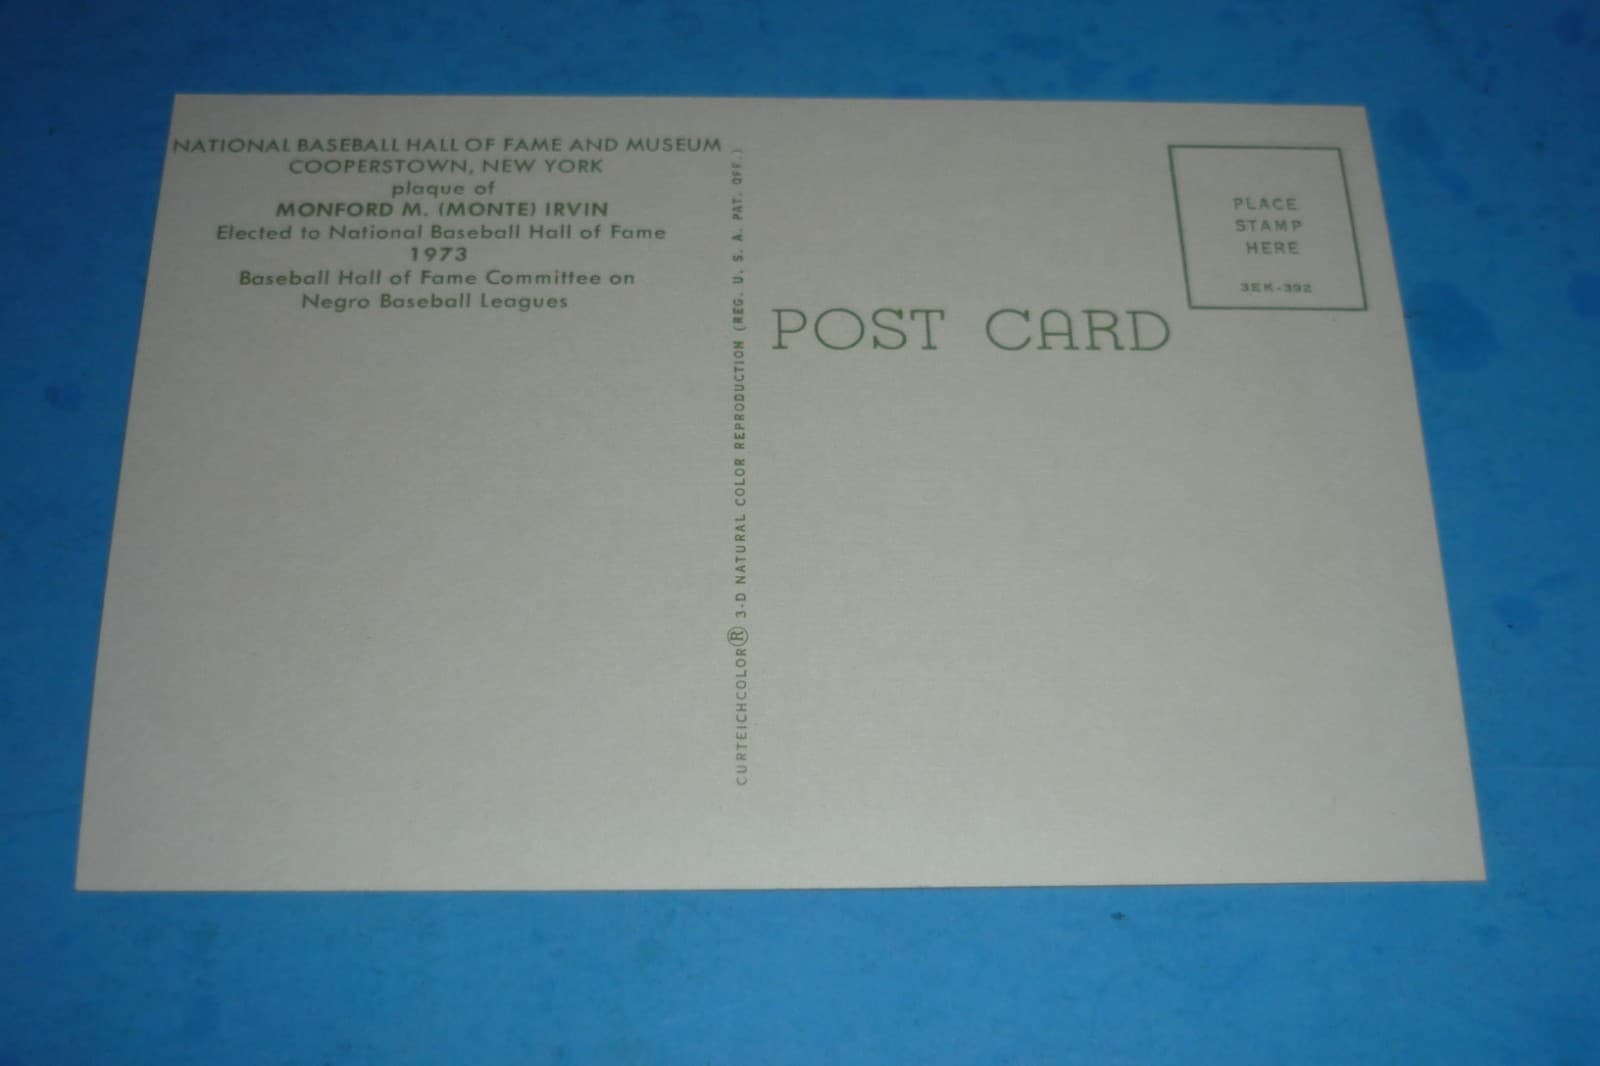 NATIONAL BASEBALL HALL OF FAME AND MUSEUM
COOPERSTOWN, NEW YORK
plaque of
MONFORD M. (MONTE) IRVIN
Elected to National Baseball Hall of Fame
1973
Baseball Hall of Fame Committee on
Negro Baseball Leagues
CURTEICHCOLOR® 3-D NATURAL COLOR REPRODUCTION (REG. U. S. A. PAT. OFF.)
POST CARD
PLACE
STAMP
HERE
3EK-392